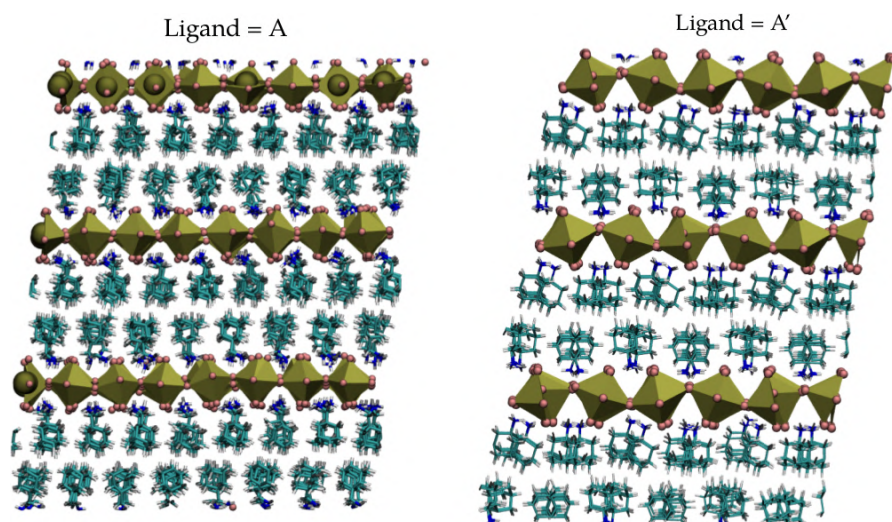 Ligand = A
Ligand = A′